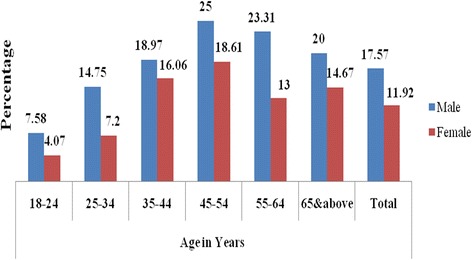 25
23.31
20
18.97
18.61
17.57
16.06
14.75
14.67
13
11.92
7.58
7.2
4.07
Percentage
Male
Female
18-24 25-34 35-44 45-54 55-64 65&above Total
Age in Years